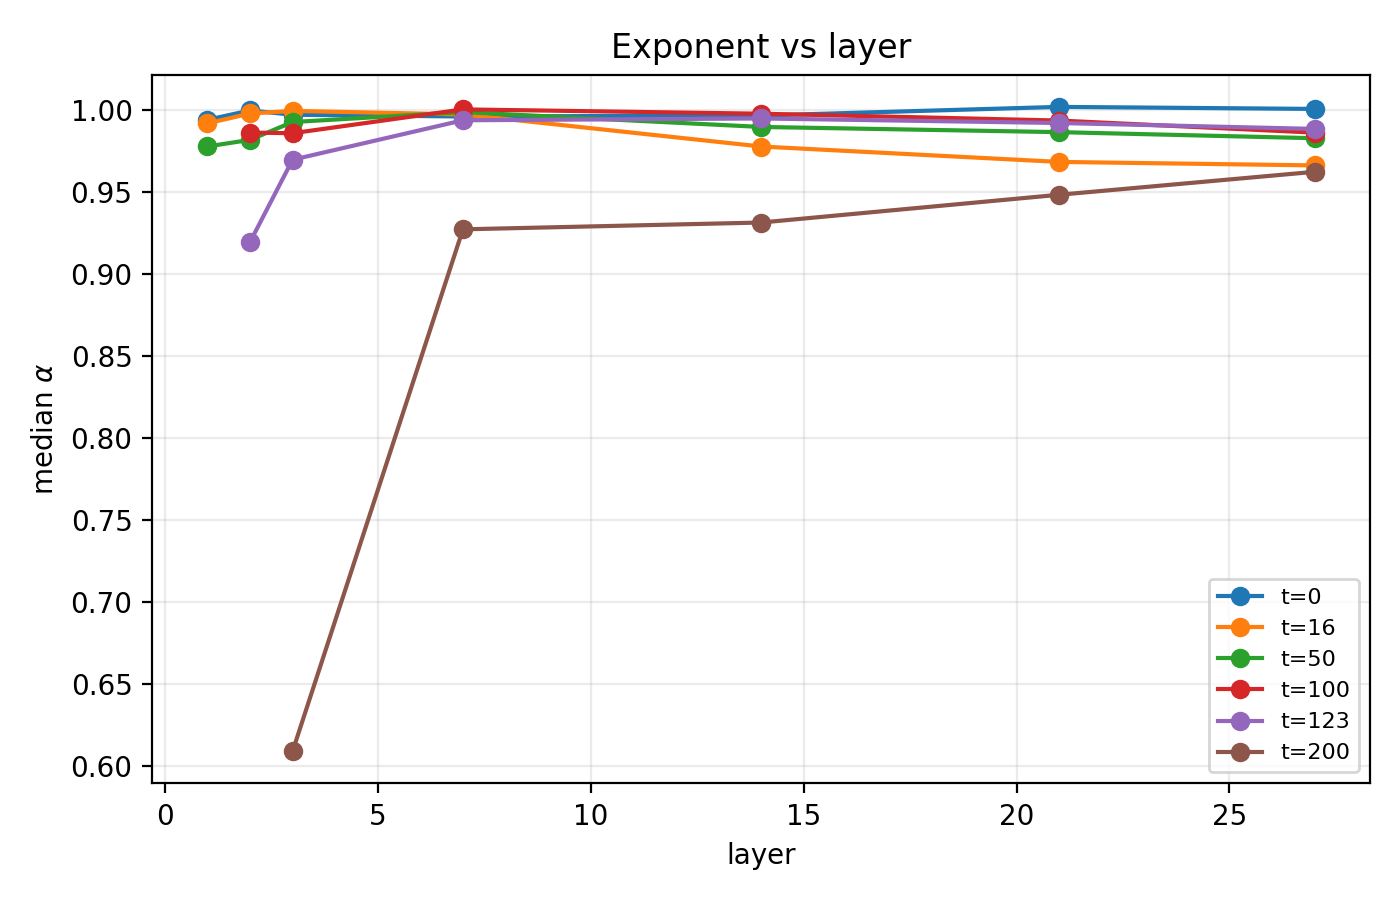 Exponent vs layer
median α
1.00
0.95
0.90
0.85
0.80
0.75
0.70
0.65
0.60
0 5 10 15 20 25
layer
t=0
t=16
t=50
t=100
t=123
t=200